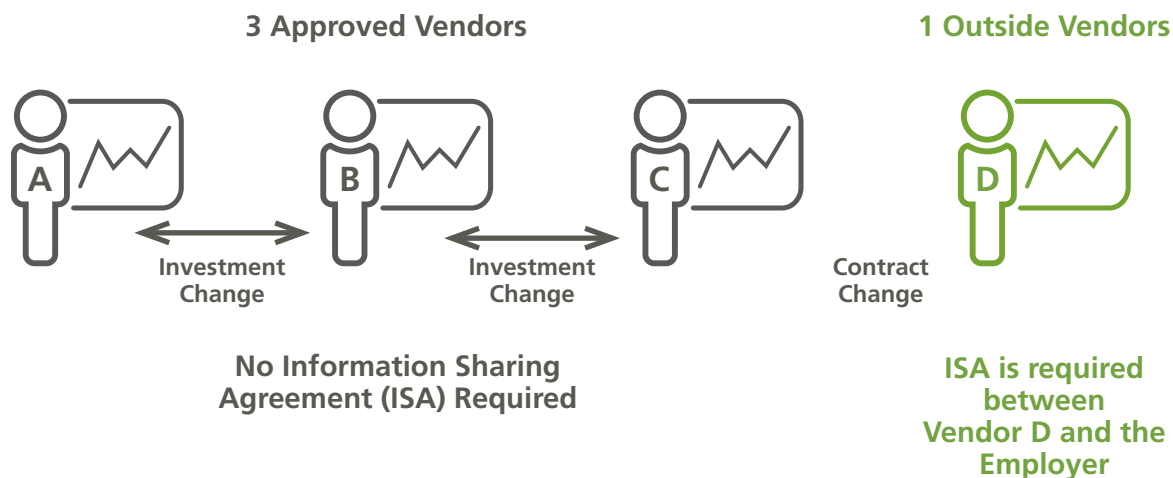 3 Approved Vendors
1 Outside Vendors
A
B
C
D
Investment
Change
Investment
Change
Contract
Change
No Information Sharing
Agreement (ISA) Required
ISA is required
between
Vendor D and the
Employer